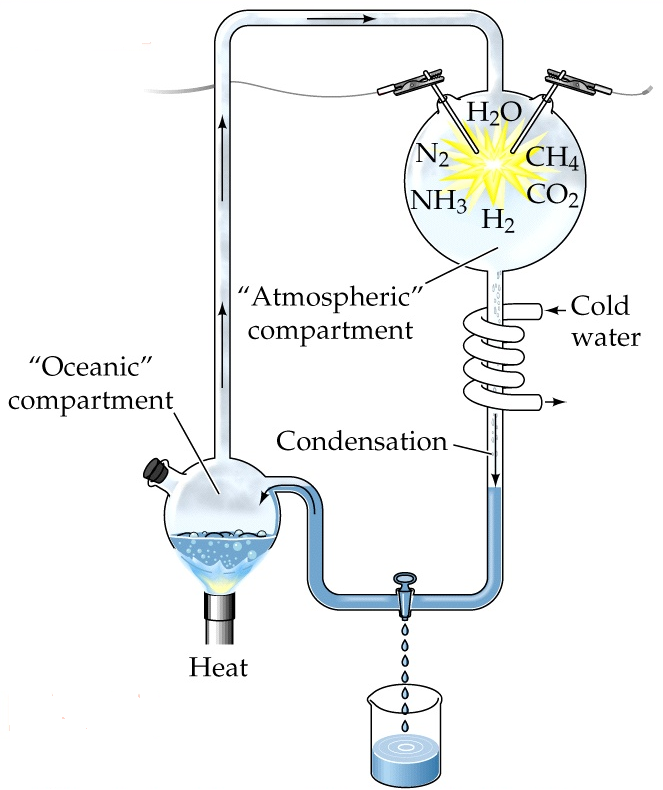 H₂O
N₂
CH₄
NH₃
CO₂
H₂
“Atmospheric”
compartment
Cold
water
“Oceanic”
compartment
Condensation
Heat